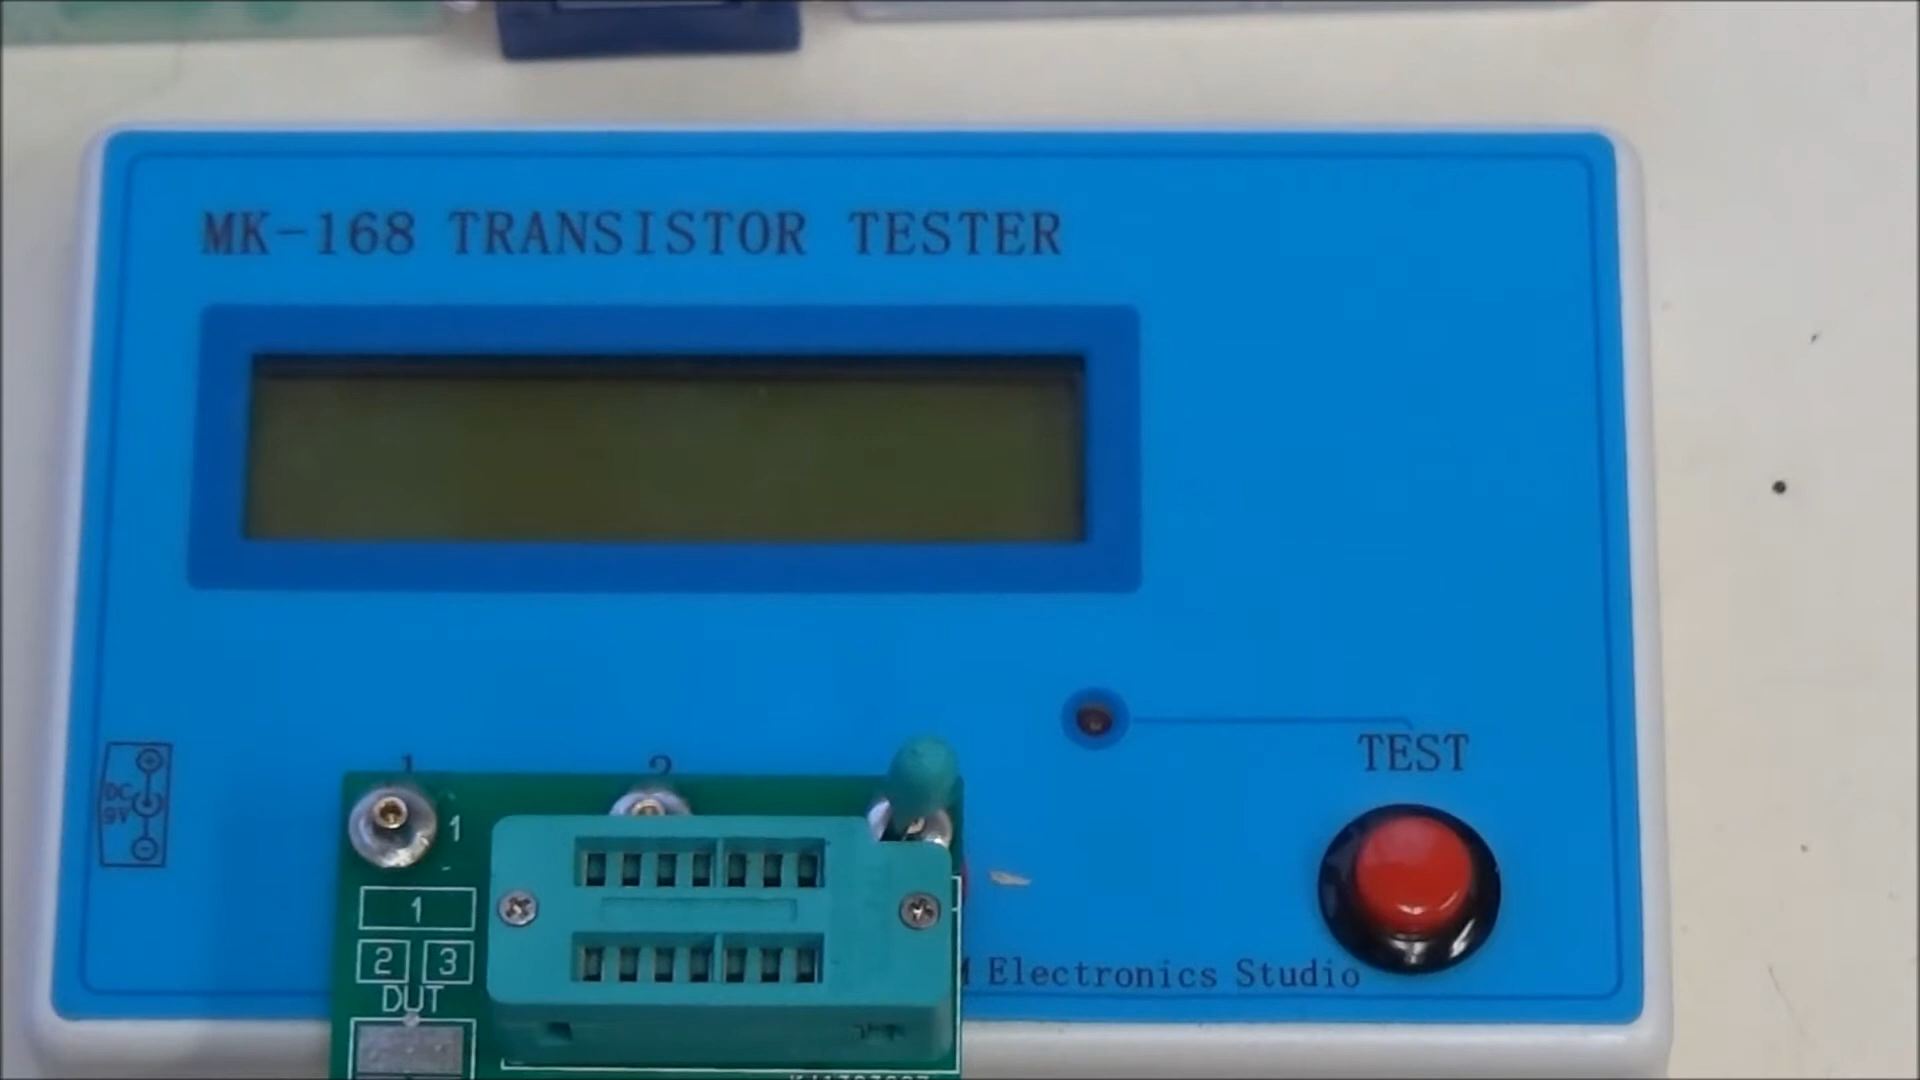 MK-168 TRANSISTOR TESTER
TEST
DC
9V
1
2
1
1
2 3
DUT
Electronics Studio